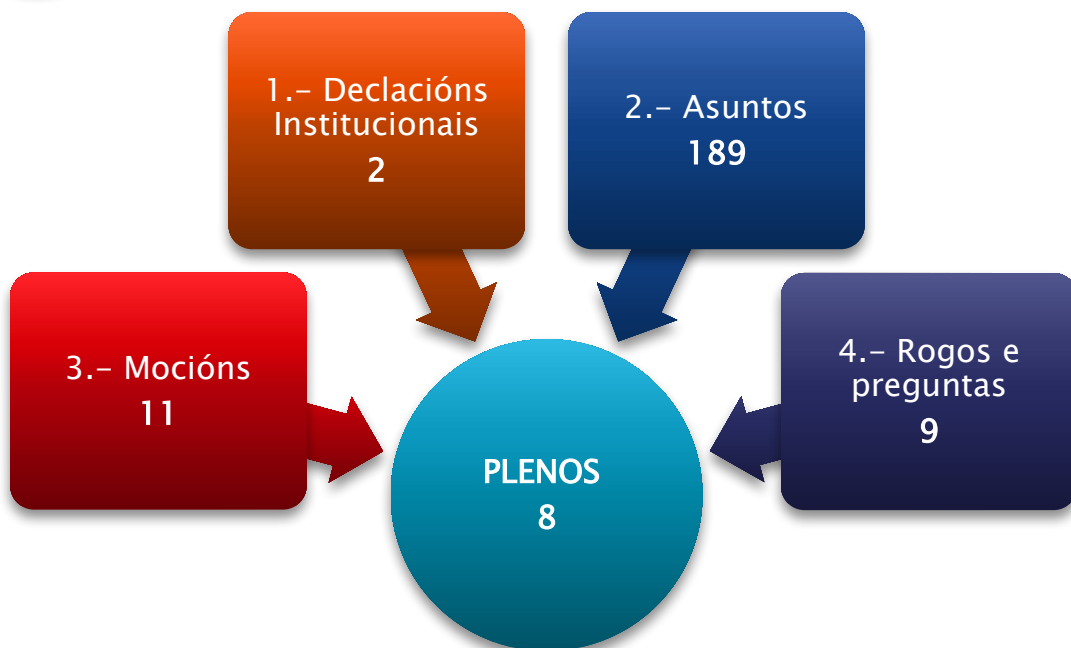 1.– Declacións
Institucionais
2
2.– Asuntos
189
3.– Mocións
11
4.– Rogos e
preguntas
9
PLENOS
8